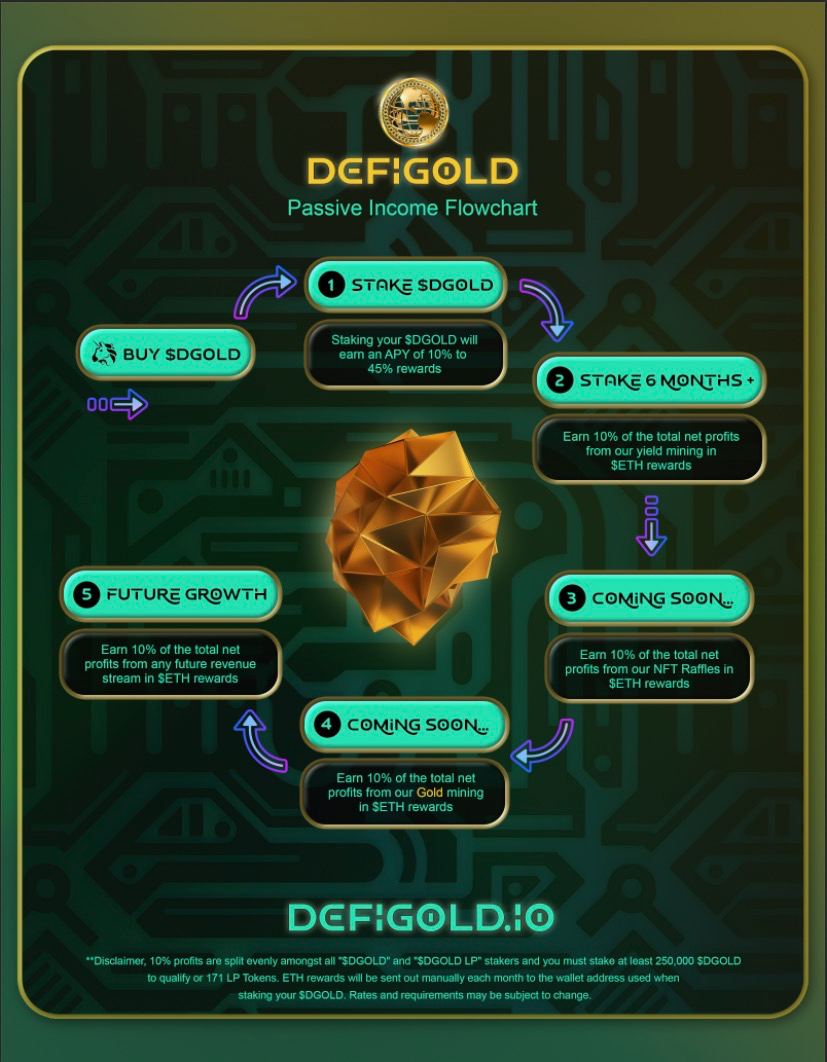 DEFIGOLD
Passive Income Flowchart
BUY $DGOLD
1 STAKE $DGOLD
Staking your $DGOLD will
earn an APY of 10% to
45% rewards
2 STAKE 6 MONTHS +
Earn 10% of the total net profits
from our yield mining in
$ETH rewards
3 COMING SOON...
Earn 10% of the total net
profits from our NFT Raffles in
$ETH rewards
4 COMING SOON...
Earn 10% of the total net
profits from our Gold mining
in $ETH rewards
5 FUTURE GROWTH
Earn 10% of the total net
profits from any future revenue
stream in $ETH rewards
DEFIGOLD.IO
**Disclaimer, 10% profits are split evenly amongst all "$DGOLD" and "$DGOLD LP" stakers and you must stake at least 250,000 $DGOLD
to qualify or 171 LP Tokens. ETH rewards will be sent out manually each month to the wallet address used when
staking your $DGOLD. Rates and requirements may be subject to change.